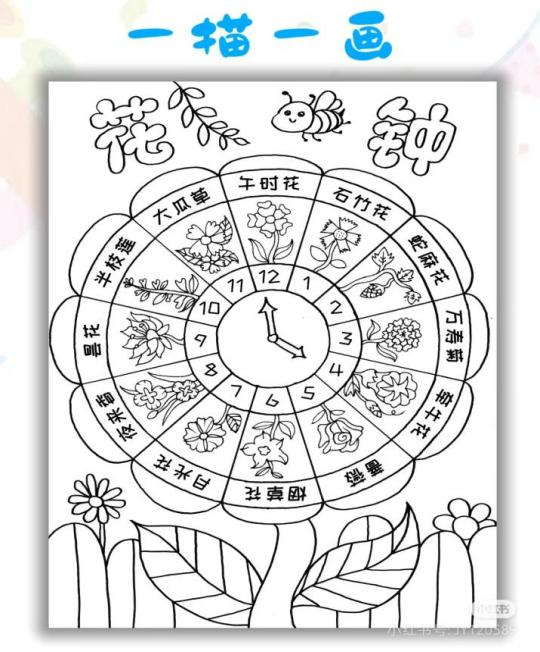 一描一画
花钟
午时花
石竹花
蛇麻花
万寿菊
牵牛花
蔷薇
烟草花
月光花
夜来香
昙花
半枝莲
大瓜草
12
1
2
3
4
5
6
7
8
9
10
11
小红书